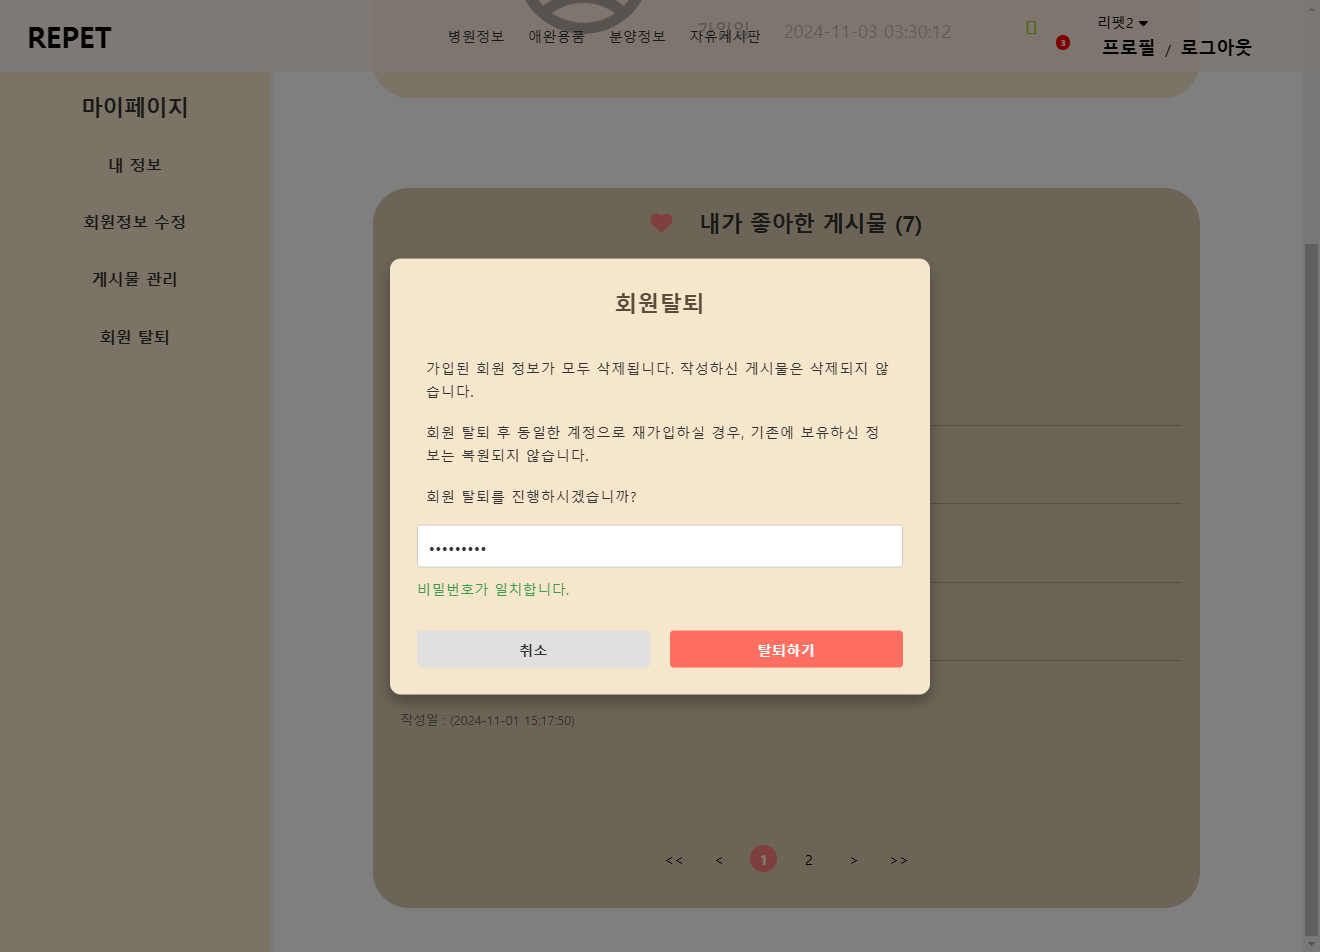 REPET
병원정보 애완용품 분양정보 자유게시판
가입일 2024-11-03 03:30:12
3
리펫2
프로필 / 로그아웃
마이페이지
내 정보
회원정보 수정
게시물 관리
회원 탈퇴
내가 좋아한 게시물 (7)
회원탈퇴
가입된 회원 정보가 모두 삭제됩니다. 작성하신 게시물은 삭제되지 않
습니다.
회원 탈퇴 후 동일한 계정으로 재가입하실 경우, 기존에 보유하신 정
보는 복원되지 않습니다.
회원 탈퇴를 진행하시겠습니까?
•••••••••
비밀번호가 일치합니다.
취소 탈퇴하기
작성일 : (2024-11-01 15:17:50)
<< < 1 2 > >>